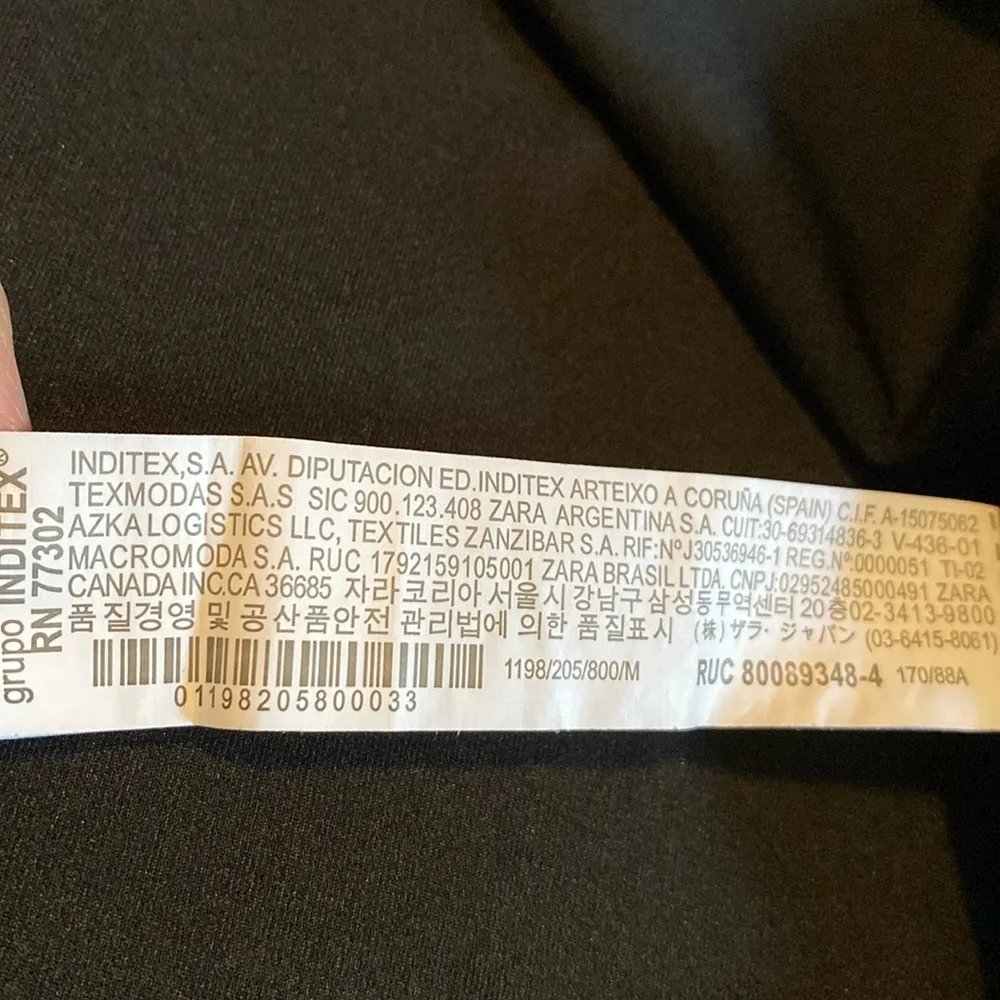 grupo INDITEX®
RN 77302
INDITEX,S.A. AV. DIPUTACION ED.INDITEX ARTEIXO A CORUÑA (SPAIN) C.I.F. A-15075062
TEXMODAS S.A.S SIC 900.123.408 ZARA ARGENTINA S.A. CUIT:30-69314836-3 V-436-01
AZKA LOGISTICS LLC, TEXTILES ZANZIBAR S.A. RIF:Nº J30536946-1 REG.Nº:0000051 TI-02
MACROMODA S.A. RUC 1792159105001 ZARA BRASIL LTDA. CNPJ:02952485000491 ZARA
CANADA INC.CA 36685 자라코리아 서울시 강남구 삼성동무역센터 20층02-3413-9800
품질경영 및 공산품안전 관리법에 의한 품질표시 (株) ザラ・ジャパン (03-6415-8061)
1198/205/800/M RUC 80089348-4 170/88A
01198205800033